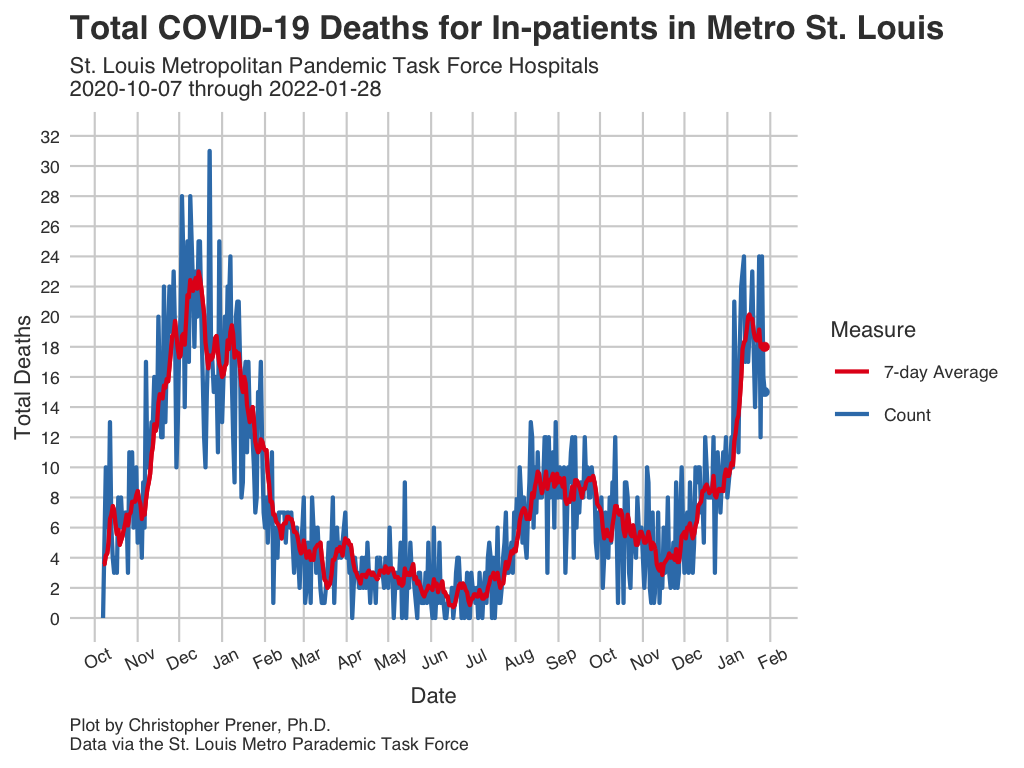 Total COVID-19 Deaths for In-patients in Metro St. Louis
St. Louis Metropolitan Pandemic Task Force Hospitals
2020-10-07 through 2022-01-28
Total Deaths
32
30
28
26
24
22
20
18
16
14
12
10
8
6
4
2
0
Oct Nov Dec Jan Feb Mar Apr May Jun Jul Aug Sep Oct Nov Dec Jan Feb
Date
Measure
7-day Average
Count
Plot by Christopher Prener, Ph.D.
Data via the St. Louis Metro Parademic Task Force